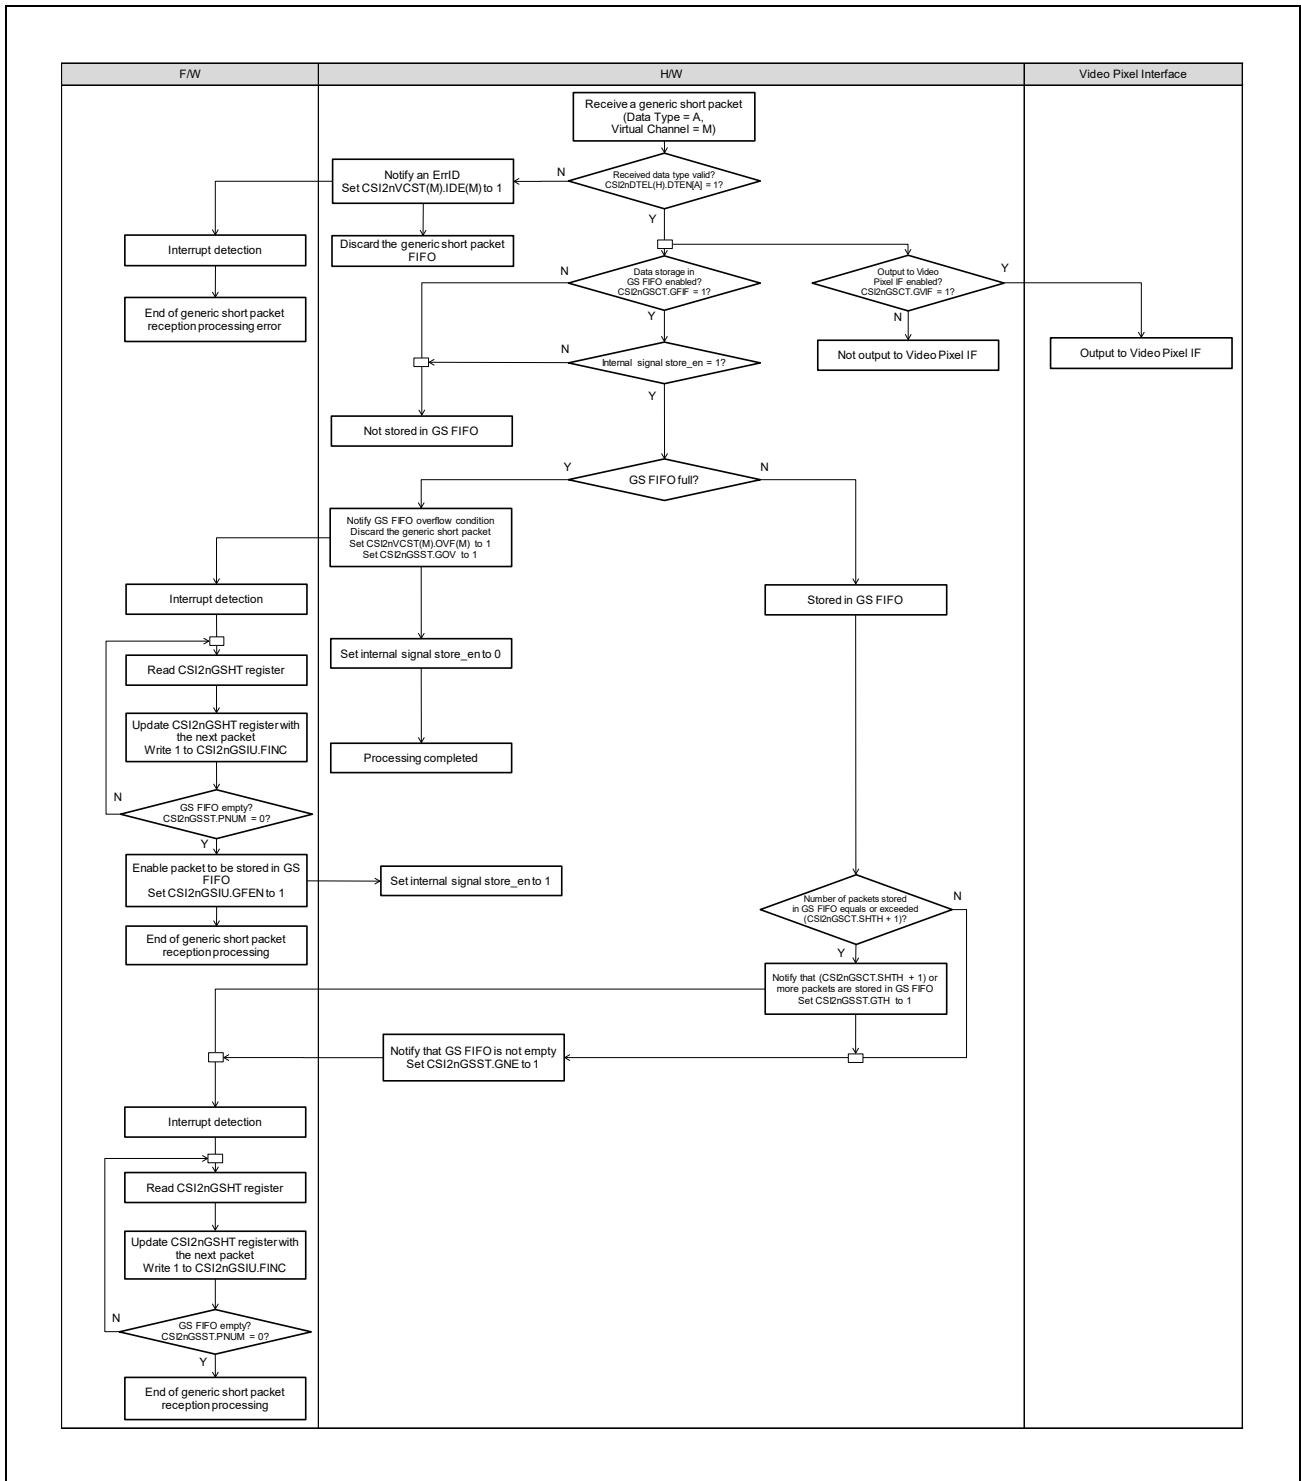 F/W
H/W
Video Pixel Interface
Receive a generic short packet
(Data Type = A,
Virtual Channel = M)
Received data type valid?
CSI2nDTEL(H).DTEN[A] = 1?
N
Y
Notify an ErrID
Set CSI2nVCST(M).IDE(M) to 1
Discard the generic short packet
FIFO
Interrupt detection
End of generic short packet
reception processing error
Data storage in
GS FIFO enabled?
CSI2nGSCT.GFIF = 1?
N
Y
Output to Video
Pixel IF enabled?
CSI2nGSCT.GVIF = 1?
Y
N
Not output to Video Pixel IF
Output to Video Pixel IF
Internal signal store_en = 1?
N
Y
Not stored in GS FIFO
GS FIFO full?
Y
N
Notify GS FIFO overflow condition
Discard the generic short packet
Set CSI2nVCST(M).OVF(M) to 1
Set CSI2nGSST.GOV to 1
Interrupt detection
Stored in GS FIFO
Set internal signal store_en to 0
Read CSI2nGSHT register
Update CSI2nGSHT register with
the next packet
Write 1 to CSI2nGSIU.FINC
Processing completed
N
GS FIFO empty?
CSI2nGSST.PNUM = 0?
Y
Enable packet to be stored in GS
FIFO
Set CSI2nGSIU.GFEN to 1
Set internal signal store_en to 1
End of generic short packet
reception processing
Number of packets stored
in GS FIFO equals or exceeded
(CSI2nGSCT.SHTH + 1)?
N
Y
Notify that (CSI2nGSCT.SHTH + 1) or
more packets are stored in GS FIFO
Set CSI2nGSST.GTH to 1
Notify that GS FIFO is not empty
Set CSI2nGSST.GNE to 1
Interrupt detection
Read CSI2nGSHT register
Update CSI2nGSHT register with
the next packet
Write 1 to CSI2nGSIU.FINC
N
GS FIFO empty?
CSI2nGSST.PNUM = 0?
Y
End of generic short packet
reception processing